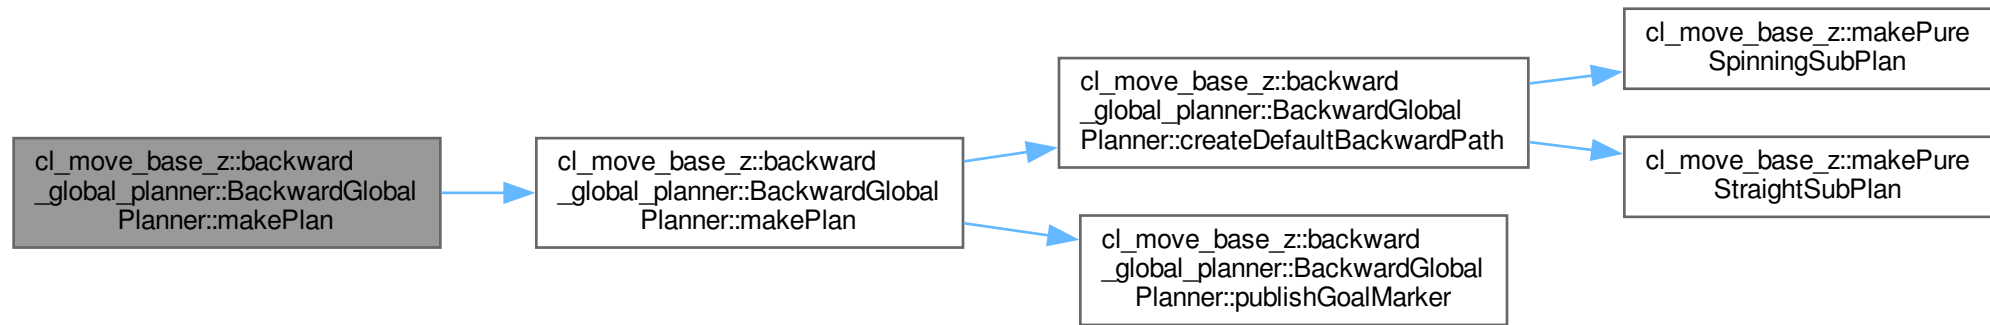 cl_move_base_z::backward
_global_planner::BackwardGlobal
Planner::makePlan
cl_move_base_z::backward
_global_planner::BackwardGlobal
Planner::makePlan
cl_move_base_z::backward
_global_planner::BackwardGlobal
Planner::createDefaultBackwardPath
cl_move_base_z::makePure
SpinningSubPlan
cl_move_base_z::makePure
StraightSubPlan
cl_move_base_z::backward
_global_planner::BackwardGlobal
Planner::publishGoalMarker